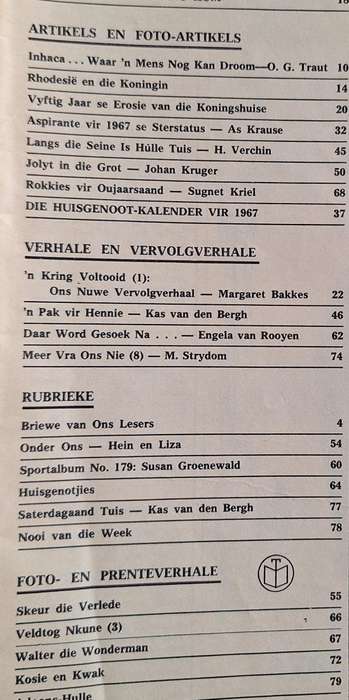 ARTIKELS EN FOTO-ARTIKELS
Inhaca . . . Waar 'n Mens Nog Kan Droom—O. G. Traut 10
Rhodesië en die Koningin 14
Vyftig Jaar se Erosie van die Koningshuise 20
Aspirante vir 1967 se Sterstatus — As Krause 32
Langs die Seine Is Húlle Tuis — H. Verchin 45
Jolyt in die Grot — Johan Kruger 50
Rokkies vir Oujaarsaand — Sugnet Kriel 68
DIE HUISGENOOT-KALENDER VIR 1967 37
VERHALE EN VERVOLGVERHALE
'n Kring Voltooid (1):
Ons Nuwe Vervolgverhaal — Margaret Bakkes 22
'n Pak vir Hennie — Kas van den Bergh 46
Daar Word Gesoek Na . . . — Engela van Rooyen 62
Meer Vra Ons Nie (8) — M. Strydom 74
RUBRIEKE
Briewe van Ons Lesers 4
Onder Ons — Hein en Liza 54
Sportalbum No. 179: Susan Groenewald 60
Huisgenotjies 64
Saterdagaand Tuis — Kas van den Bergh 77
Nooi van die Week 78
FOTO- EN PRENTEVERHALE
Skeur die Verlede 55
Veldtog Nkune (3) 66
Walter die Wonderman 67
Kosie en Kwak 72
Hulle 79